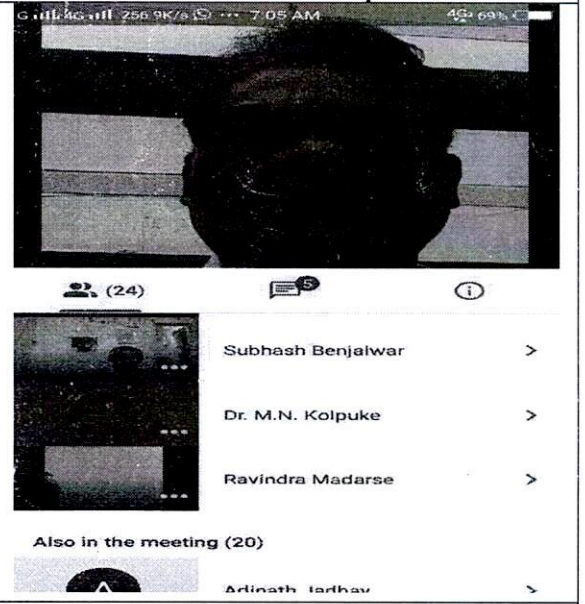 256.9K/s ... 7:05 AM 4G 69%
(24) 5
Subhash Benjalwar
Dr. M.N. Kolpuke
Ravindra Madarse
Also in the meeting (20)
A
Adinath Jadhav